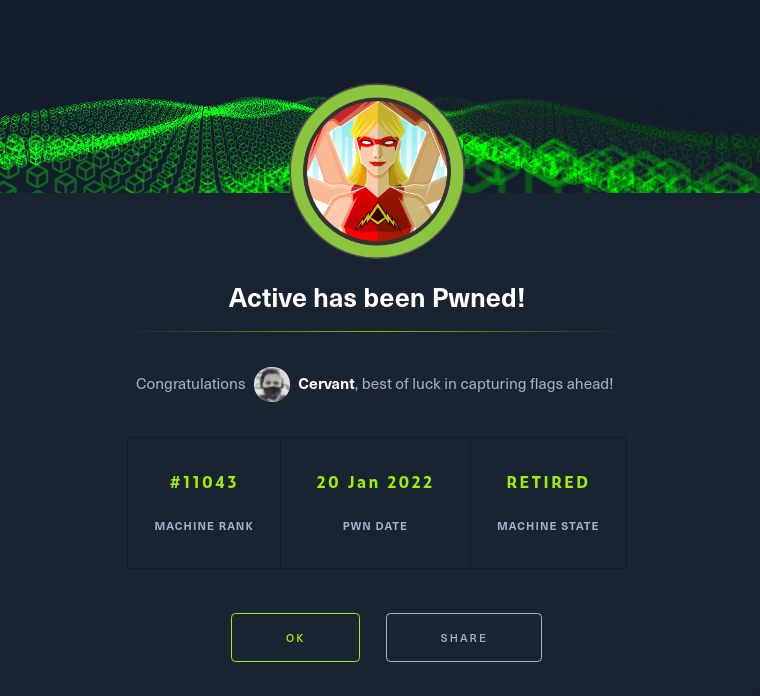 Active has been Pwned!
Congratulations Cervant, best of luck in capturing flags ahead!
#11043 20 Jan 2022 RETIRED
MACHINE RANK PWN DATE MACHINE STATE
OK SHARE